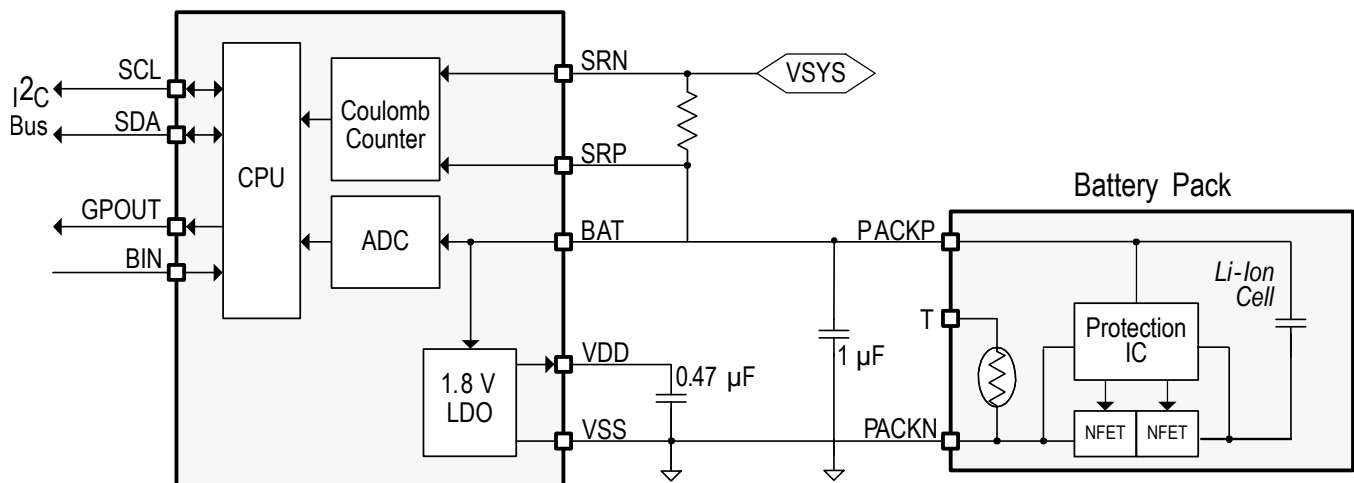 I2C
Bus
SCL
SDA
GPOUT
BIN
CPU
Coulomb
Counter
ADC
1.8 V
LDO
SRN
SRP
BAT
VDD
VSS
VSYS
0.47 µF
1 µF
Battery Pack
PACKP
T
PACKN
Protection
IC
NFET
NFET
Li-Ion
Cell